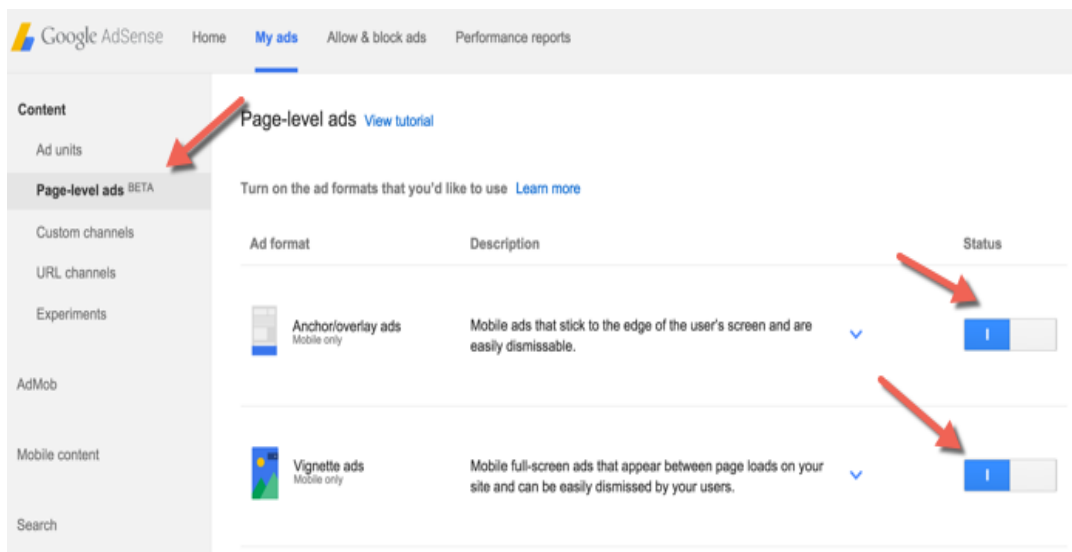 Google AdSense Home My ads Allow & block ads Performance reports
Content
Ad units
Page-level ads BETA
Custom channels
URL channels
Experiments
AdMob
Mobile content
Search
Page-level ads View tutorial
Turn on the ad formats that you'd like to use Learn more
Ad format Description Status
Anchor/overlay ads
Mobile only
Mobile ads that stick to the edge of the user's screen and are
easily dismissable.
Vignette ads
Mobile only
Mobile full-screen ads that appear between page loads on your
site and can be easily dismissed by your users.